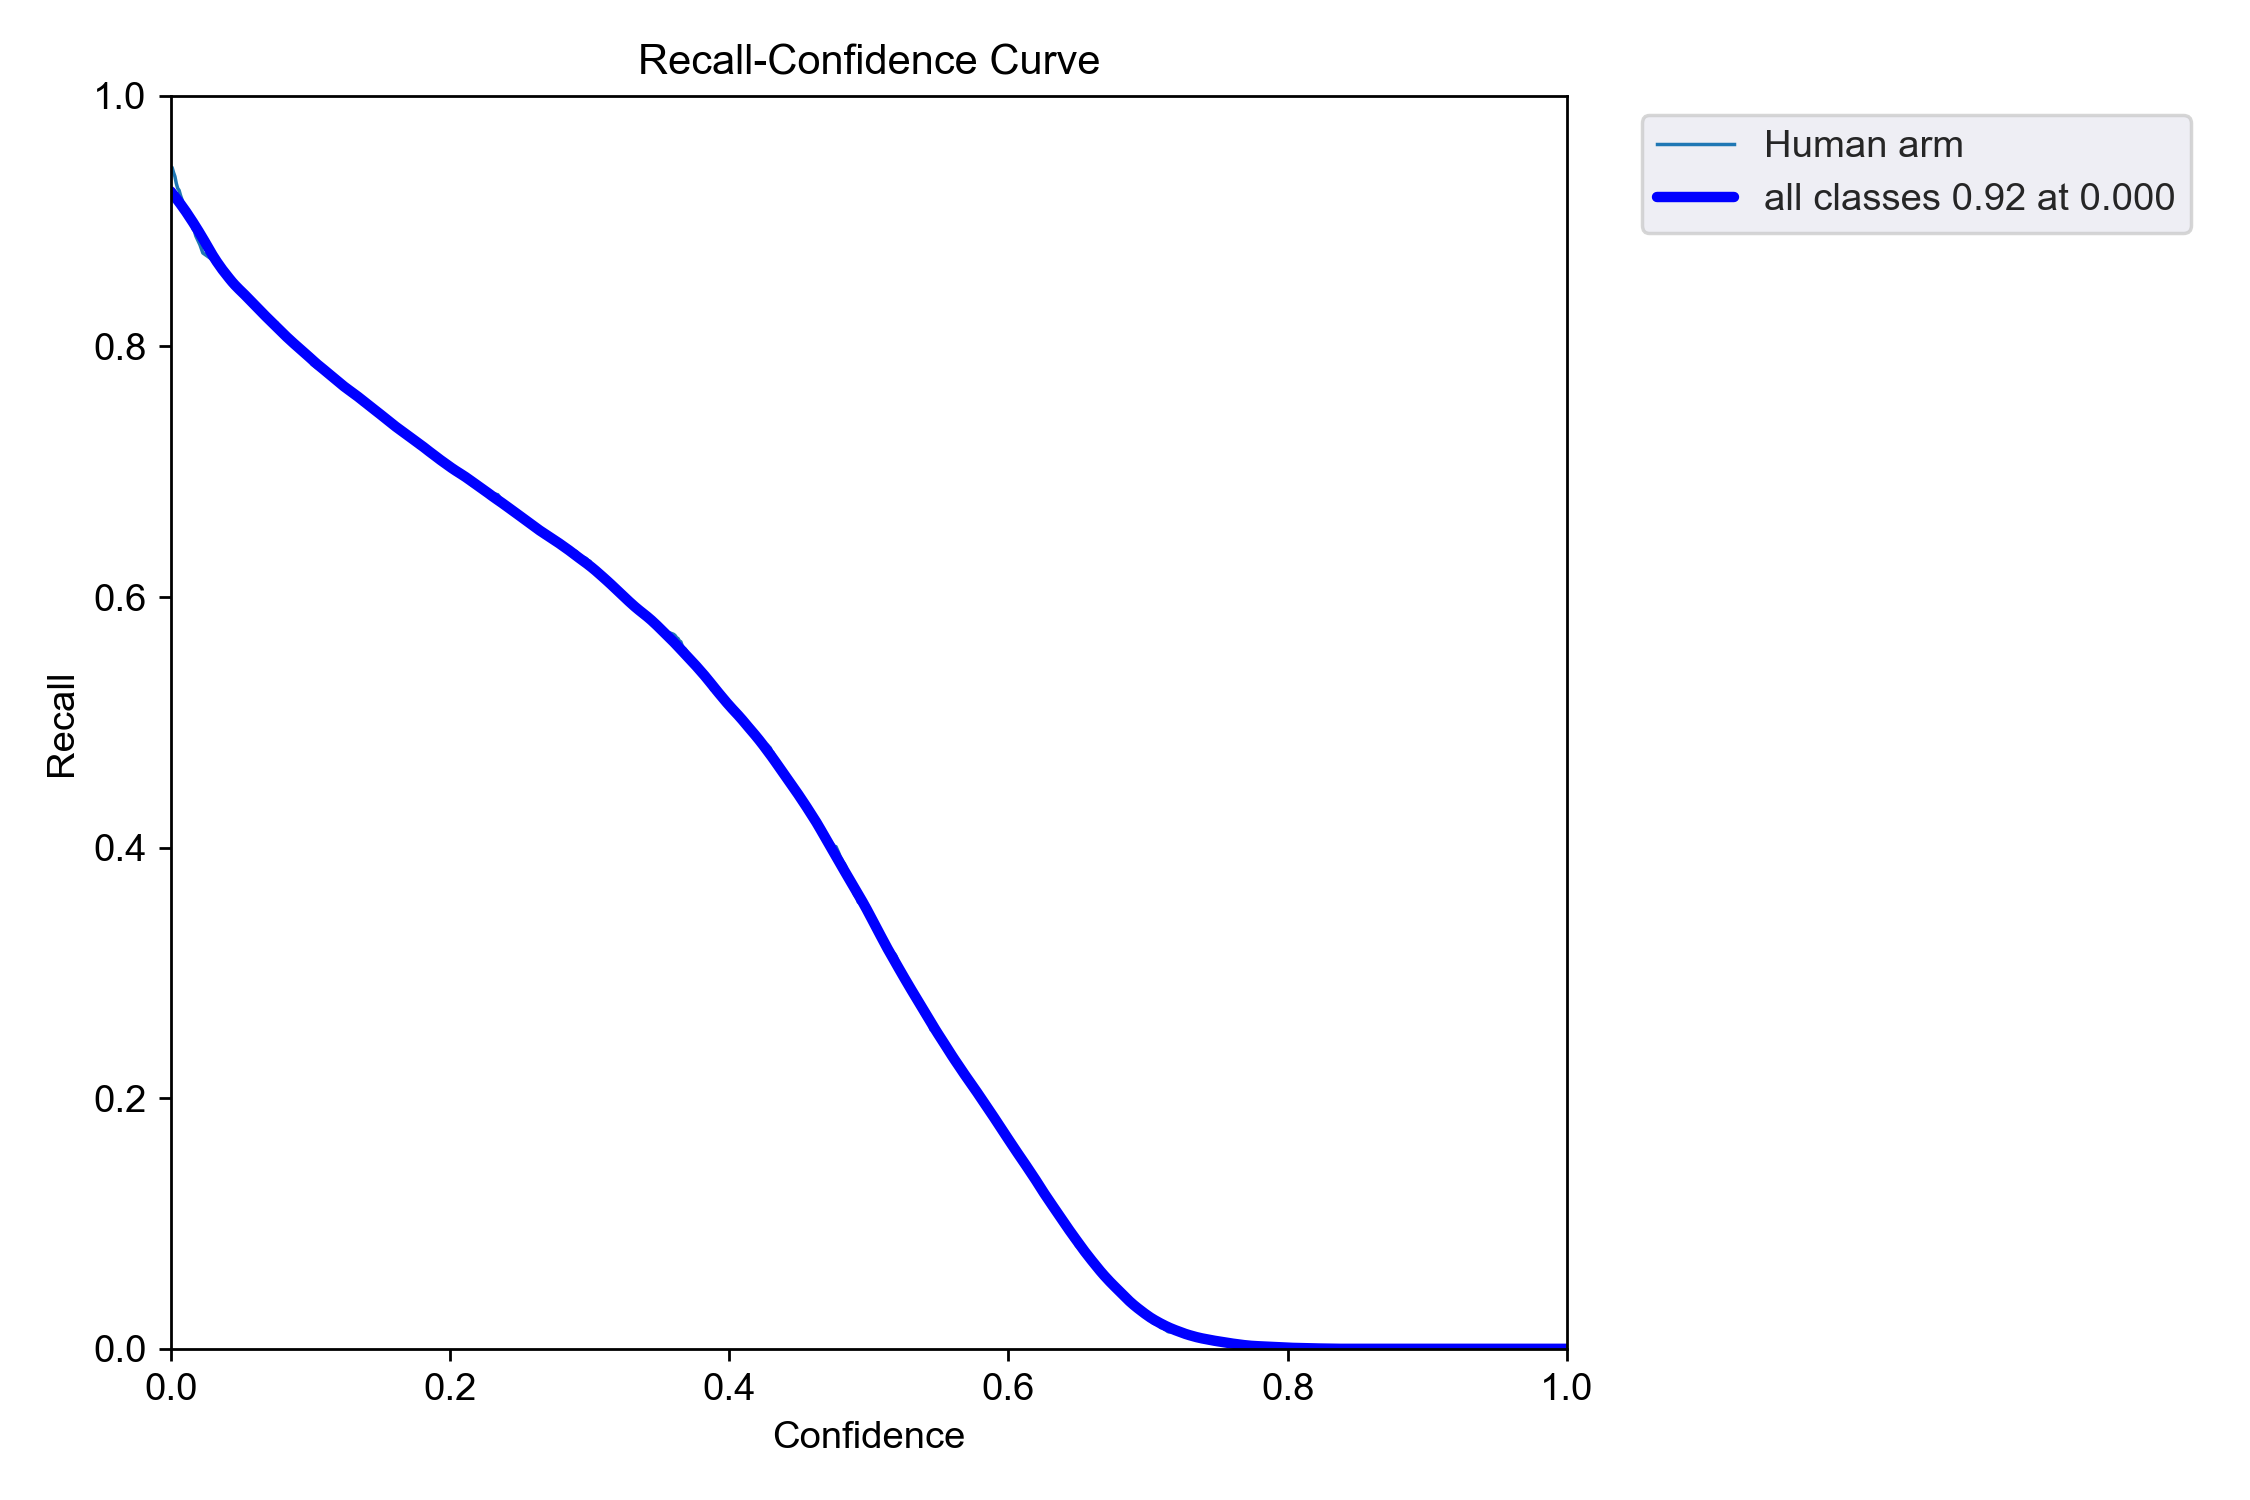 Recall-Confidence Curve
1.0
0.8
0.6
0.4
0.2
0.0
Recall
0.0 0.2 0.4 0.6 0.8 1.0
Confidence
Human arm
all classes 0.92 at 0.000